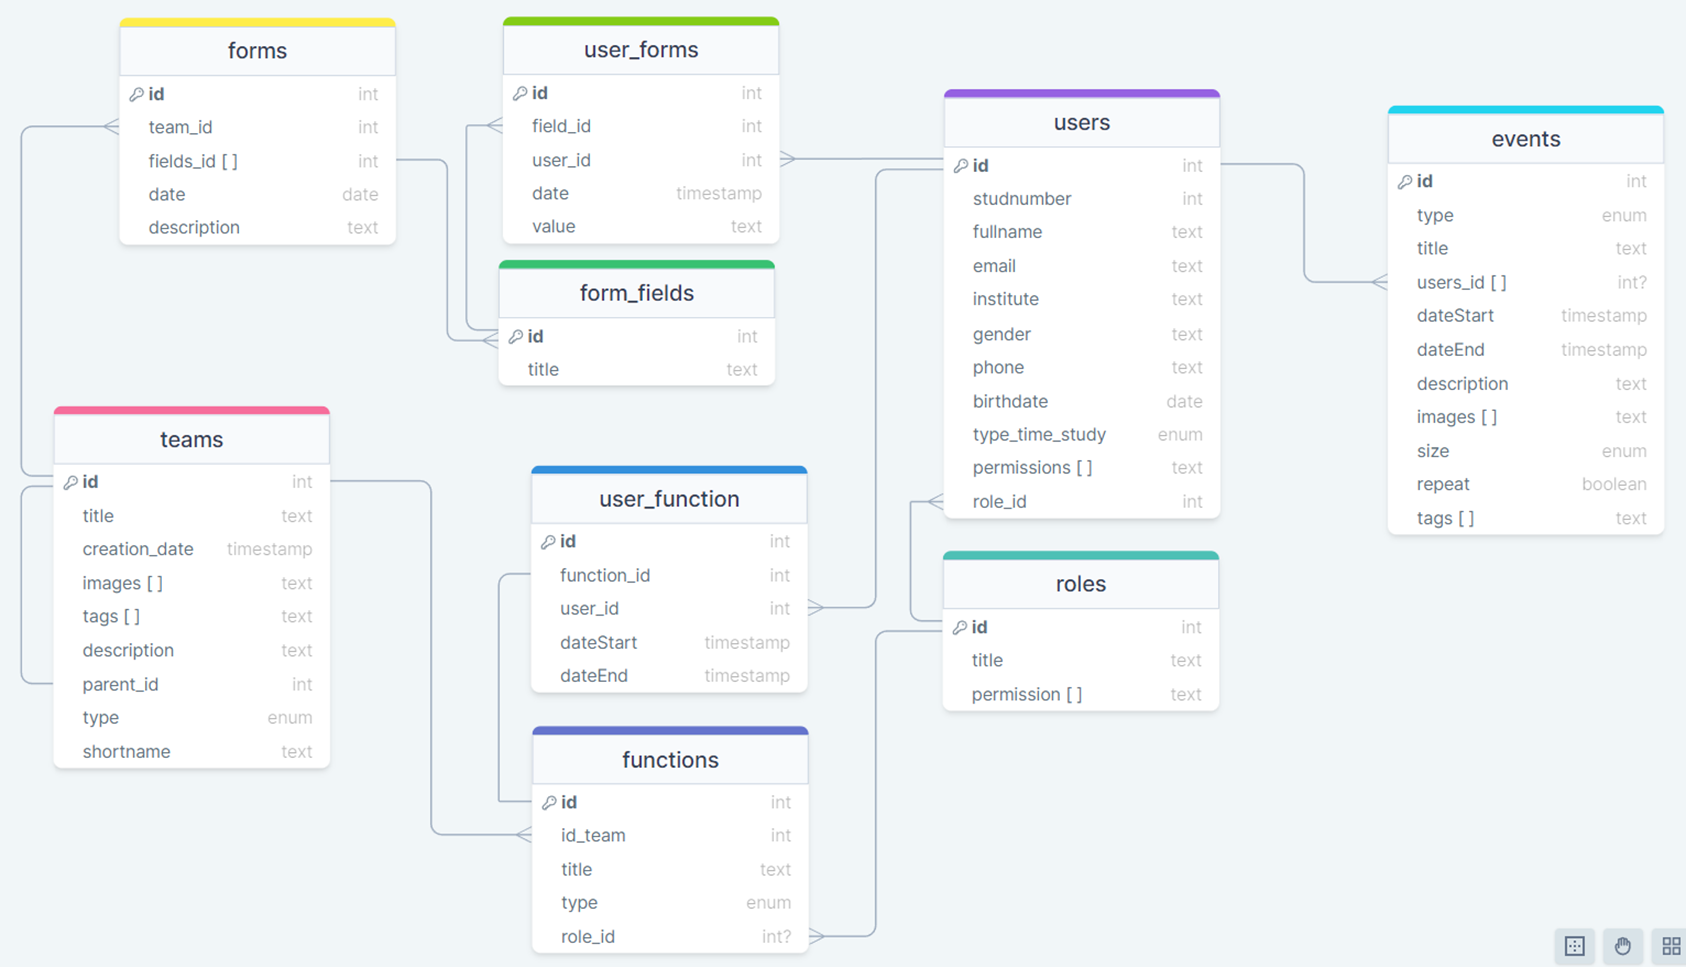 forms
id int
team_id int
fields_id [ ] int
date date
description text
user_forms
id int
field_id int
user_id int
date timestamp
value text
form_fields
id int
title text
users
id int
studnumber int
fullname text
email text
institute text
gender text
phone text
birthdate date
type_time_study enum
permissions [ ] text
role_id int
events
id int
type enum
title text
users_id [ ] int?
dateStart timestamp
dateEnd timestamp
description text
images [ ] text
size enum
repeat boolean
tags [ ] text
teams
id int
title text
creation_date timestamp
images [ ] text
tags [ ] text
description text
parent_id int
type enum
shortname text
user_function
id int
function_id int
user_id int
dateStart timestamp
dateEnd timestamp
roles
id int
title text
permission [ ] text
functions
id int
id_team int
title text
type enum
role_id int?